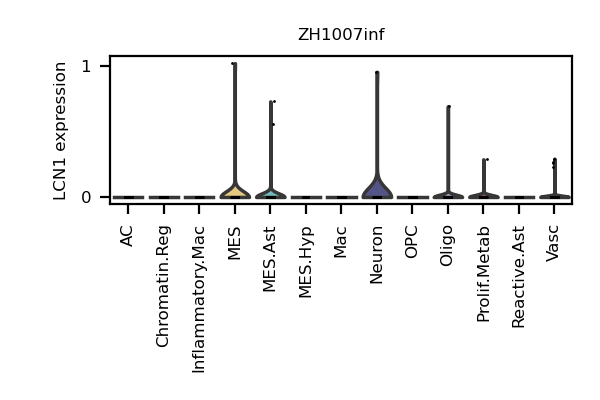 ZH1007inf
LCN1 expression
1
0
AC
Chromatin.Reg
Inflammatory.Mac
MES
MES.Ast
MES.Hyp
Mac
Neuron
OPC
Oligo
Prolif.Metab
Reactive.Ast
Vasc